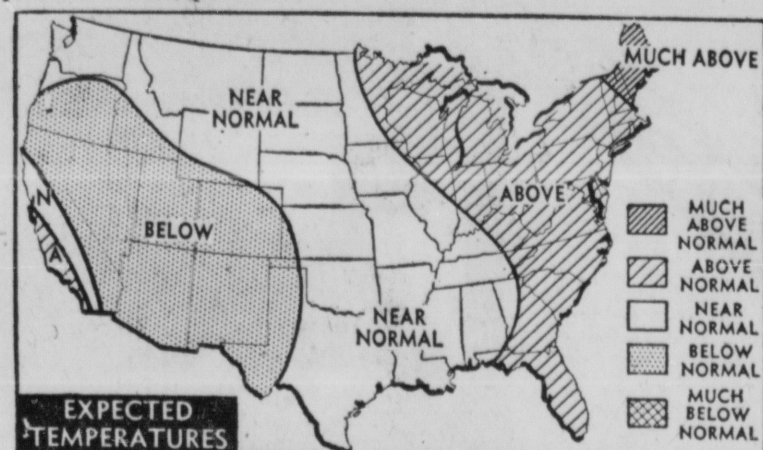 MUCH ABOVE
NEAR
NORMAL
ABOVE
N
BELOW
A
NEAR
NORMAL
MUCH
ABOVE
NORMAL
ABOVE
NORMAL
NEAR
NORMAL
BELOW
NORMAL
MUCH
BELOW
NORMAL
EXPECTED
TEMPERATURES